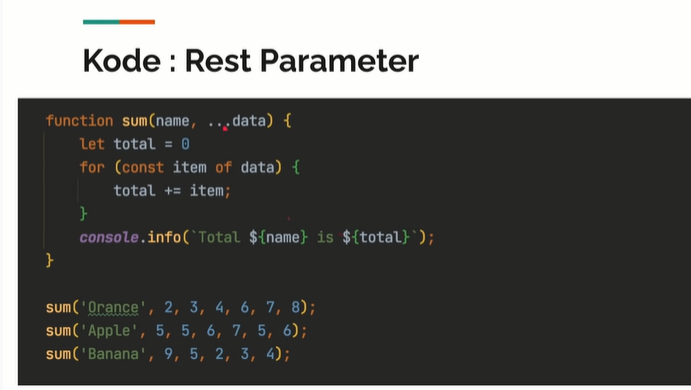 Kode : Rest Parameter
function sum(name, ...data) {
let total = 0
for (const item of data) {
total += item;
}
console.info(`Total ${name} is ${total}`);
}
sum('Orance', 2, 3, 4, 6, 7, 8);
sum('Apple', 5, 5, 6, 7, 5, 6);
sum('Banana', 9, 5, 2, 3, 4);